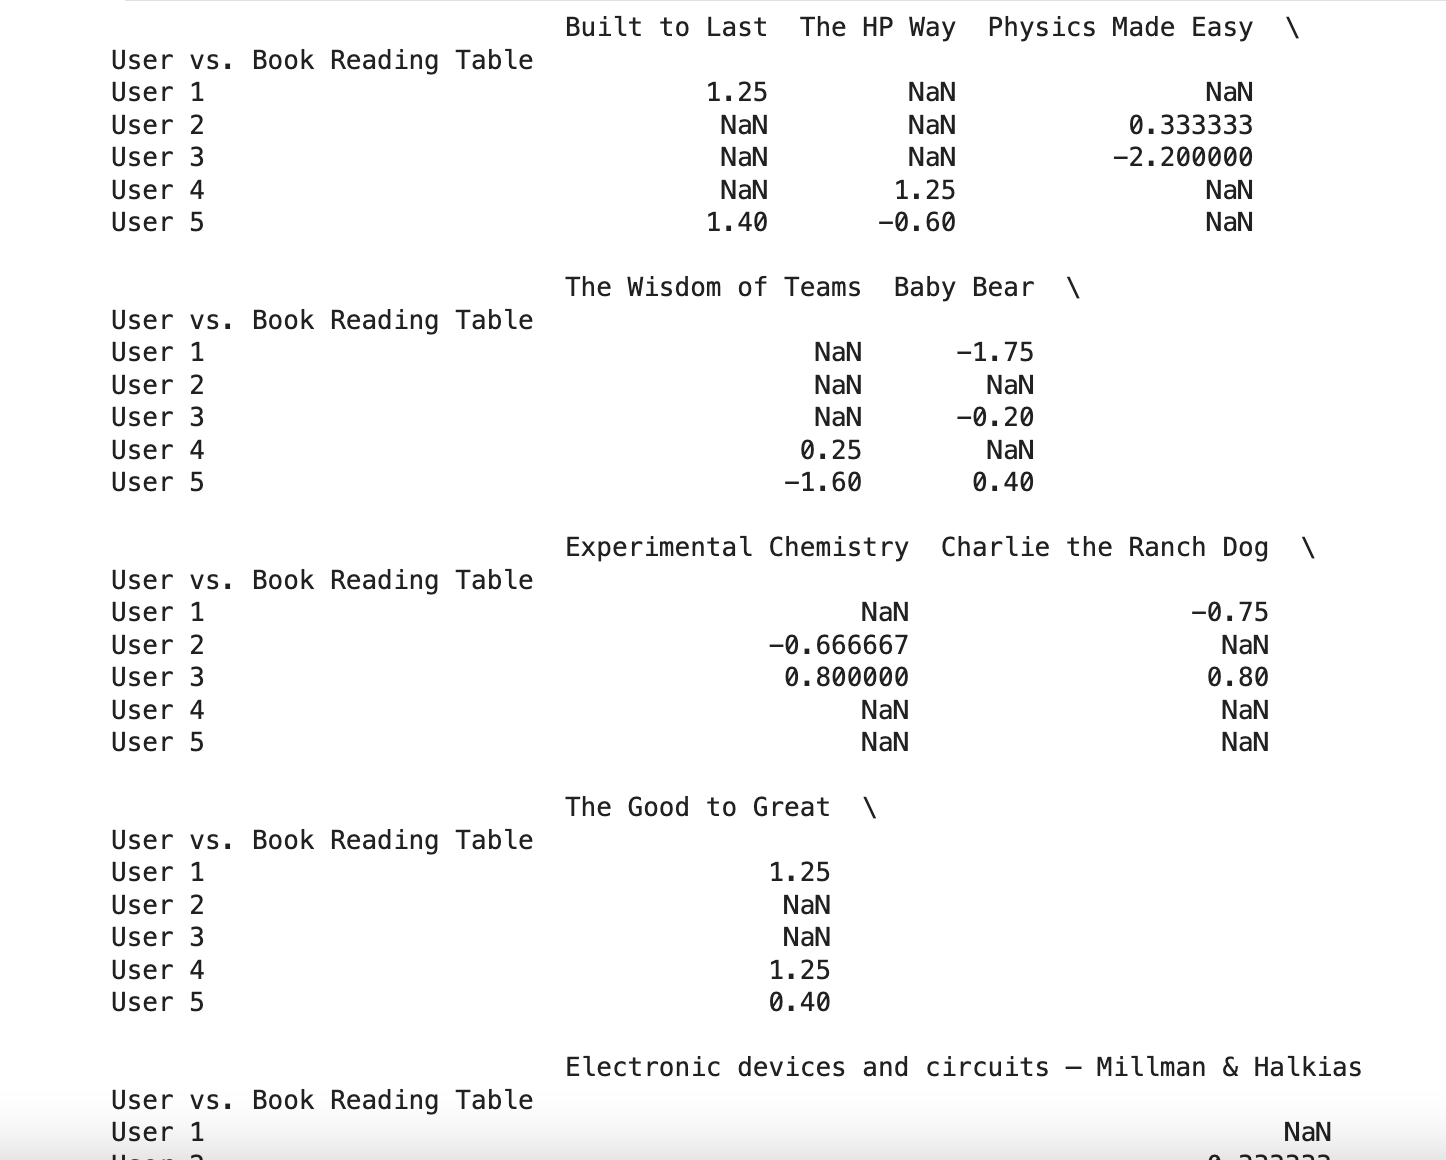 Built to Last  The HP Way  Physics Made Easy  \
User vs. Book Reading Table
User 1  1.25  NaN  NaN
User 2  NaN  NaN  0.333333
User 3  NaN  NaN  −2.200000
User 4  NaN  1.25  NaN
User 5  1.40  −0.60  NaN
The Wisdom of Teams  Baby Bear  \
User vs. Book Reading Table
User 1  NaN  −1.75
User 2  NaN  NaN
User 3  NaN  −0.20
User 4  0.25  NaN
User 5  −1.60  0.40
Experimental Chemistry  Charlie the Ranch Dog  \
User vs. Book Reading Table
User 1  NaN  −0.75
User 2  −0.666667  NaN
User 3  0.800000  0.80
User 4  NaN  NaN
User 5  NaN  NaN
The Good to Great  \
User vs. Book Reading Table
User 1  1.25
User 2  NaN
User 3  NaN
User 4  1.25
User 5  0.40
Electronic devices and circuits – Millman & Halkias
User vs. Book Reading Table
User 1  NaN